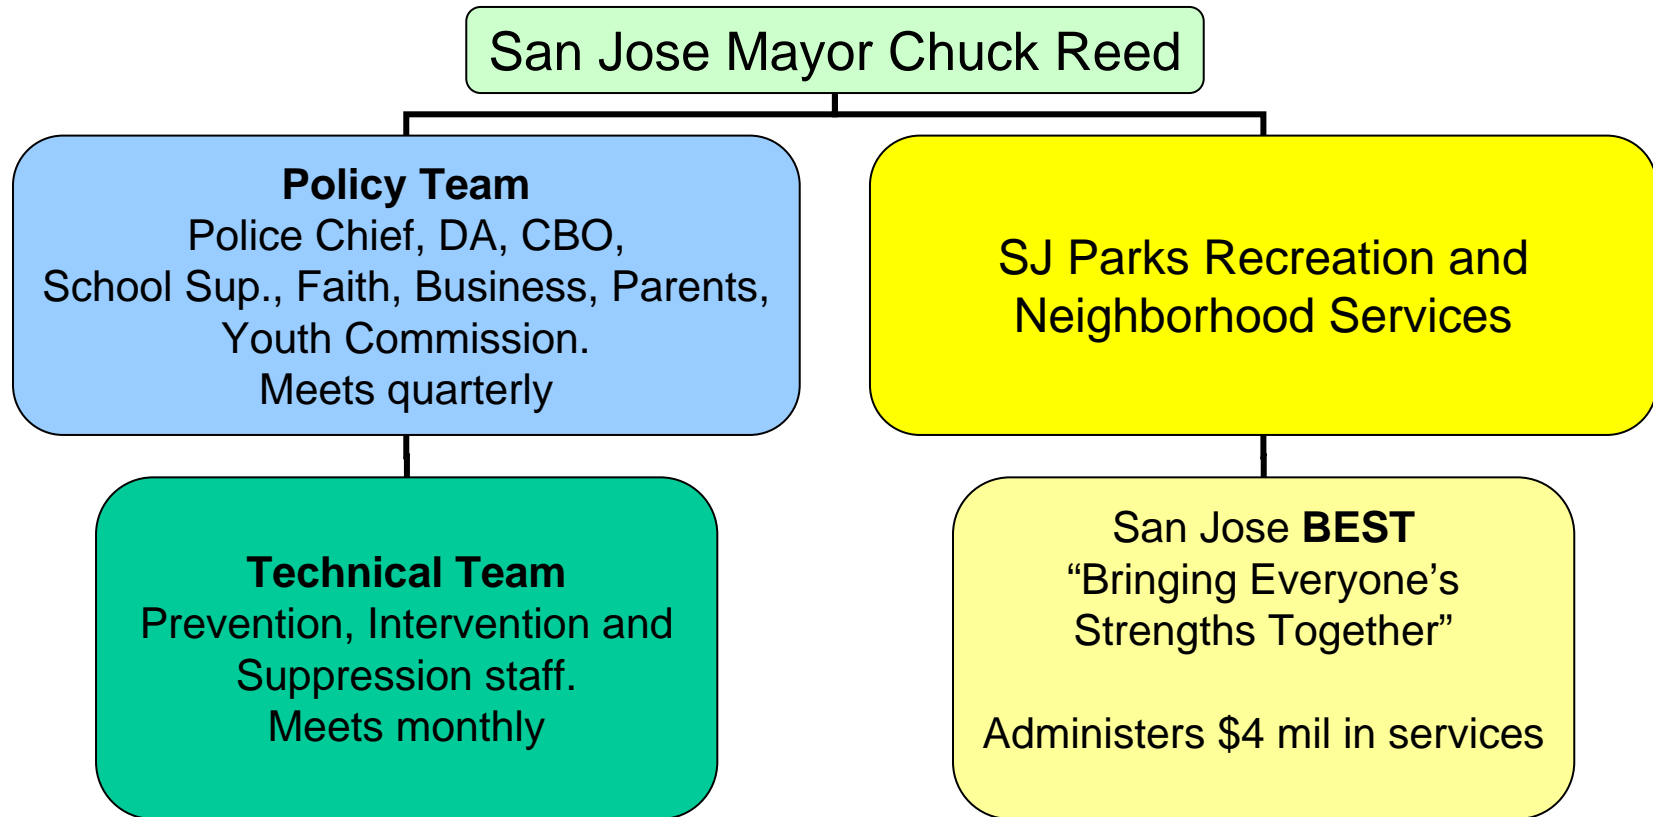 San Jose Mayor Chuck Reed
Policy Team
Police Chief, DA, CBO,
School Sup., Faith, Business, Parents,
Youth Commission.
Meets quarterly
SJ Parks Recreation and
Neighborhood Services
Technical Team
Prevention, Intervention and
Suppression staff.
Meets monthly
San Jose BEST
“Bringing Everyone’s
Strengths Together”
Administers $4 mil in services